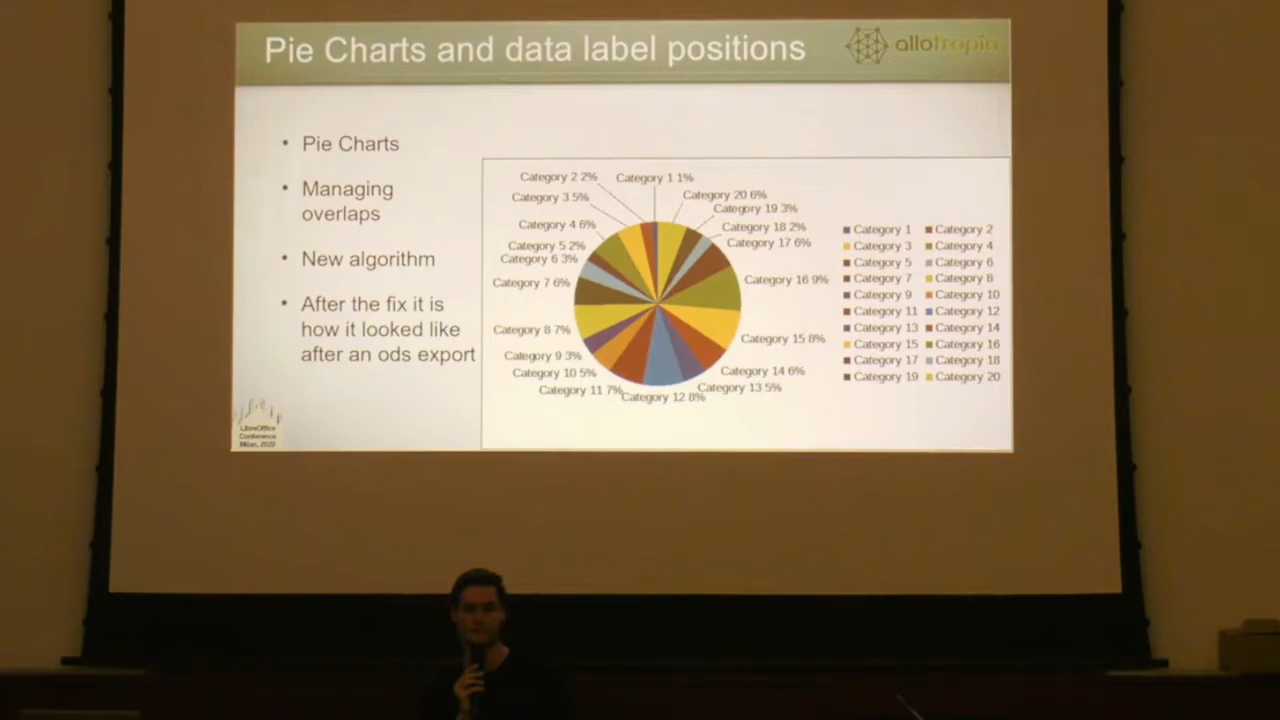 Pie Charts and data label positions
allotropia
• Pie Charts
• Managing
overlaps
• New algorithm
• After the fix it is
how it looked like
after an ods export
Category 2 2%
Category 1 1%
Category 3 5%
Category 20 6%
Category 19 3%
Category 4 6%
Category 18 2%
Category 5 2%
Category 17 6%
Category 6 3%
Category 7 6%
Category 16 9%
Category 8 7%
Category 15 8%
Category 9 3%
Category 14 6%
Category 10 5%
Category 13 5%
Category 11 7%
Category 12 8%
Category 1 Category 2
Category 3 Category 4
Category 5 Category 6
Category 7 Category 8
Category 9 Category 10
Category 11 Category 12
Category 13 Category 14
Category 15 Category 16
Category 17 Category 18
Category 19 Category 20
LibreOffice
Conference
Milan, 2022